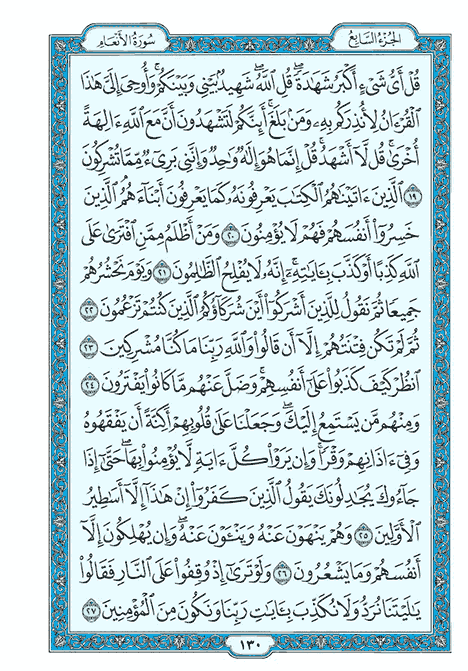 الجزء السابع
سورة الأنعام
قُلْ أَىُّ شَىْءٍ أَكْبَرُ شَهَـٰدَةً ۖ قُلِ ٱللَّهُ ۖ شَهِيدٌۢ بَيْنِى وَبَيْنَكُمْ ۚ وَأُوحِىَ إِلَىَّ هَـٰذَا
ٱلْقُرْءَانُ لِأُنذِرَكُم بِهِۦ وَمَنۢ بَلَغَ ۚ أَئِنَّكُمْ لَتَشْهَدُونَ أَنَّ مَعَ ٱللَّهِ ءَالِهَةً
أُخْرَىٰ ۚ قُل لَّآ أَشْهَدُ ۚ قُلْ إِنَّمَا هُوَ إِلَـٰهٌ وَٰحِدٌ وَإِنَّنِى بَرِىٓءٌ مِّمَّا تُشْرِكُونَ
١٩ ٱلَّذِينَ ءَاتَيْنَـٰهُمُ ٱلْكِتَـٰبَ يَعْرِفُونَهُۥ كَمَا يَعْرِفُونَ أَبْنَآءَهُمُ ٱلَّذِينَ
خَسِرُوٓا۟ أَنفُسَهُمْ فَهُمْ لَا يُؤْمِنُونَ ٢٠ وَمَنْ أَظْلَمُ مِمَّنِ ٱفْتَرَىٰ عَلَى
ٱللَّهِ كَذِبًا أَوْ كَذَّبَ بِـَٔايَـٰتِهِۦٓ ۗ إِنَّهُۥ لَا يُفْلِحُ ٱلظَّـٰلِمُونَ ٢١ وَيَوْمَ نَحْشُرُهُمْ
جَمِيعًا ثُمَّ نَقُولُ لِلَّذِينَ أَشْرَكُوٓا۟ أَيْنَ شُرَكَآؤُكُمُ ٱلَّذِينَ كُنتُمْ تَزْعُمُونَ ٢٢
ثُمَّ لَمْ تَكُن فِتْنَتُهُمْ إِلَّآ أَن قَالُوا۟ وَٱللَّهِ رَبِّنَا مَا كُنَّا مُشْرِكِينَ ٢٣
ٱنظُرْ كَيْفَ كَذَبُوا۟ عَلَىٰٓ أَنفُسِهِمْ ۚ وَضَلَّ عَنْهُم مَّا كَانُوا۟ يَفْتَرُونَ ٢٤
وَمِنْهُم مَّن يَسْتَمِعُ إِلَيْكَ ۖ وَجَعَلْنَا عَلَىٰ قُلُوبِهِمْ أَكِنَّةً أَن يَفْقَهُوهُ
وَفِىٓ ءَاذَانِهِمْ وَقْرًا ۚ وَإِن يَرَوْا۟ كُلَّ ءَايَةٍ لَّا يُؤْمِنُوا۟ بِهَا ۚ حَتَّىٰٓ إِذَا
جَآءُوكَ يُجَـٰدِلُونَكَ يَقُولُ ٱلَّذِينَ كَفَرُوٓا۟ إِنْ هَـٰذَآ إِلَّآ أَسَـٰطِيرُ
ٱلْأَوَّلِينَ ٢٥ وَهُمْ يَنْهَوْنَ عَنْهُ وَيَنْـَٔوْنَ عَنْهُ ۖ وَإِن يُهْلِكُونَ إِلَّآ
أَنفُسَهُمْ وَمَا يَشْعُرُونَ ٢٦ وَلَوْ تَرَىٰٓ إِذْ وُقِفُوا۟ عَلَى ٱلنَّارِ فَقَالُوا۟
يَـٰلَيْتَنَا نُرَدُّ وَلَا نُكَذِّبَ بِـَٔايَـٰتِ رَبِّنَا وَنَكُونَ مِنَ ٱلْمُؤْمِنِينَ ٢٧
١٣٠